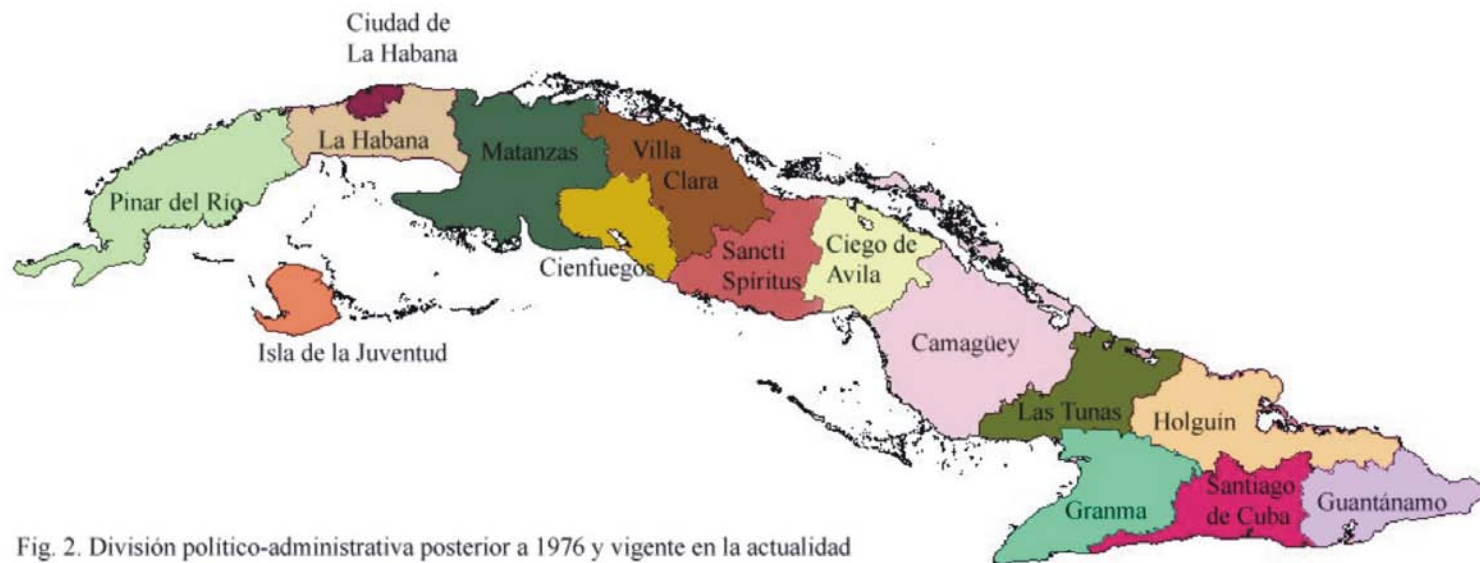 Ciudad de
La Habana
La Habana
Matanzas
Villa
Clara
Pinar del Río
Cienfuegos
Sancti
Spíritus
Ciego de
Avila
Isla de la Juventud
Camagüey
Las Tunas
Holguín
Granma
Santiago
de Cuba
Guantánamo
Fig. 2. División político-administrativa posterior a 1976 y vigente en la actualidad